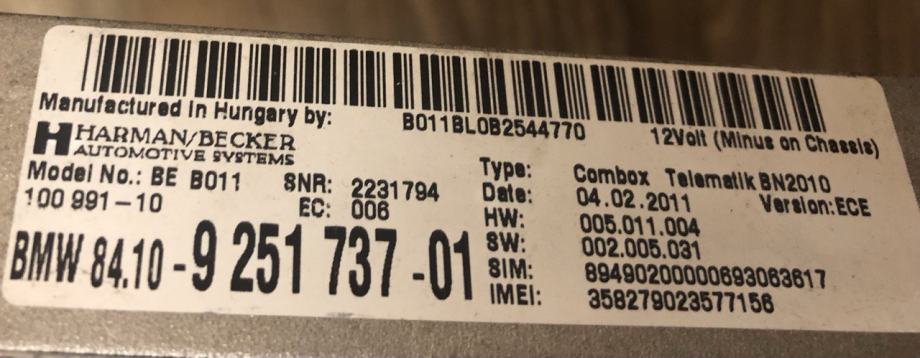 Manufactured in Hungary by: B011BL0B2544770 12Volt (Minus on Chassis)
HARMAN/BECKER
AUTOMOTIVE SYSTEMS
Type: Combox Telematik BN2010
Model No.: BE B011 SNR: 2231794
Date: 04.02.2011 Version:ECE
100 991-10 EC: 006
HW: 005.011.004
BMW 84.10 - 9 251 737 - 01
SW: 002.005.031
SIM: 89490200000693063617
IMEI: 358279023577156